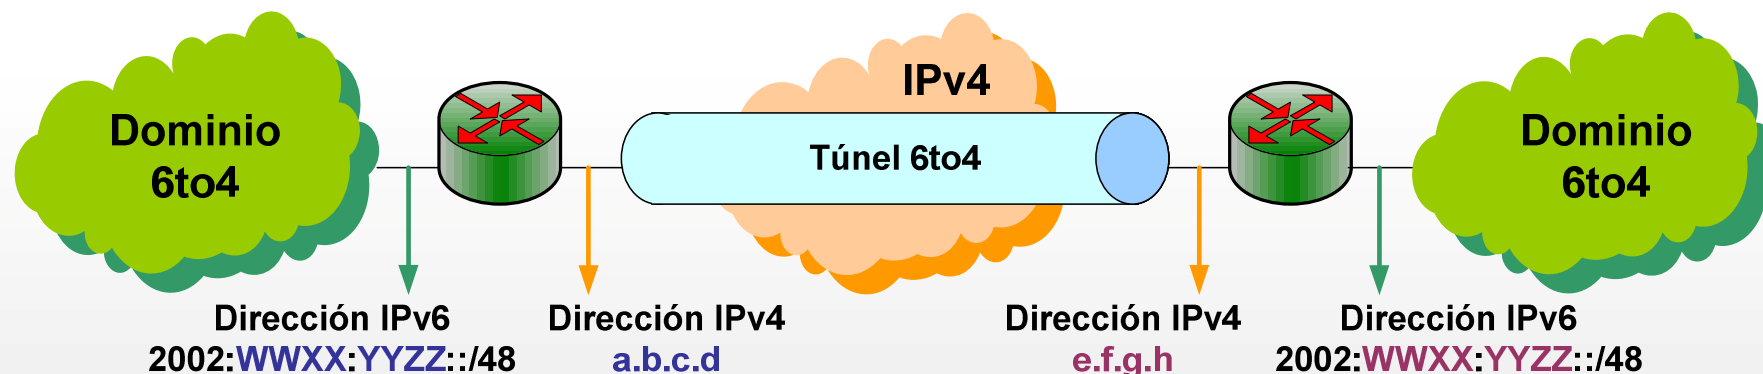 IPv4
Dominio
6to4
Túnel 6to4
Dominio
6to4
Dirección IPv6
2002:WWXX:YYZZ::/48
Dirección IPv4
a.b.c.d
Dirección IPv4
e.f.g.h
Dirección IPv6
2002:WWXX:YYZZ::/48